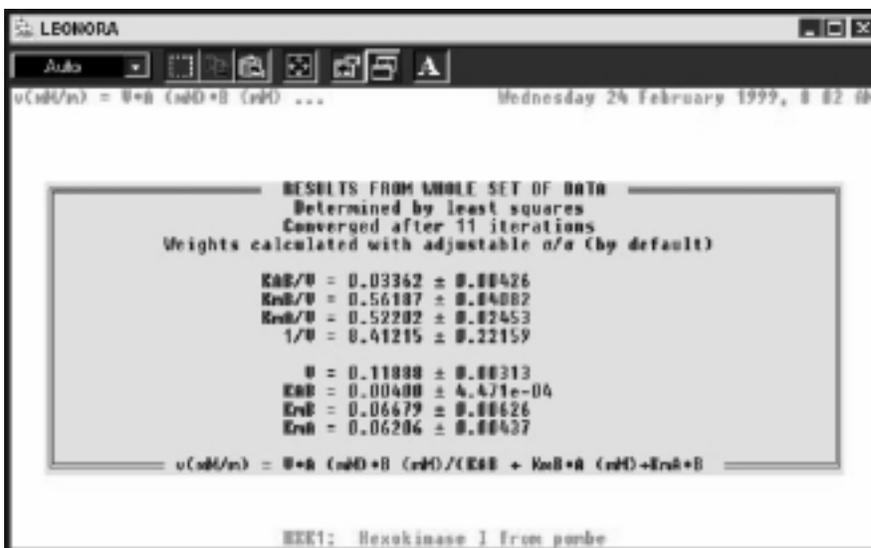 LEONORA
Auto
A
v(mM/m) = V*A (mM)*B (mM) ... Wednesday 24 February 1999, 8 02
RESULTS FROM WHOLE SET OF DATA
Determined by least squares
Converged after 11 iterations
Weights calculated with adjustable σ/σ (by default)
KAB/V = 0.03362 ± 0.00426
KmB/V = 0.56187 ± 0.04082
KmA/V = 0.52202 ± 0.02453
1/V = 8.41215 ± 0.22159
V = 0.11888 ± 0.00313
KAB = 0.00400 ± 4.471e-04
KmB = 0.06679 ± 0.00626
KmA = 0.06206 ± 0.00437
v(mM/m) = V*A (mM)*B (mM)/(KAB + KmB*A (mM)+KmA*B
HXK1: Hexokinase I from pombe